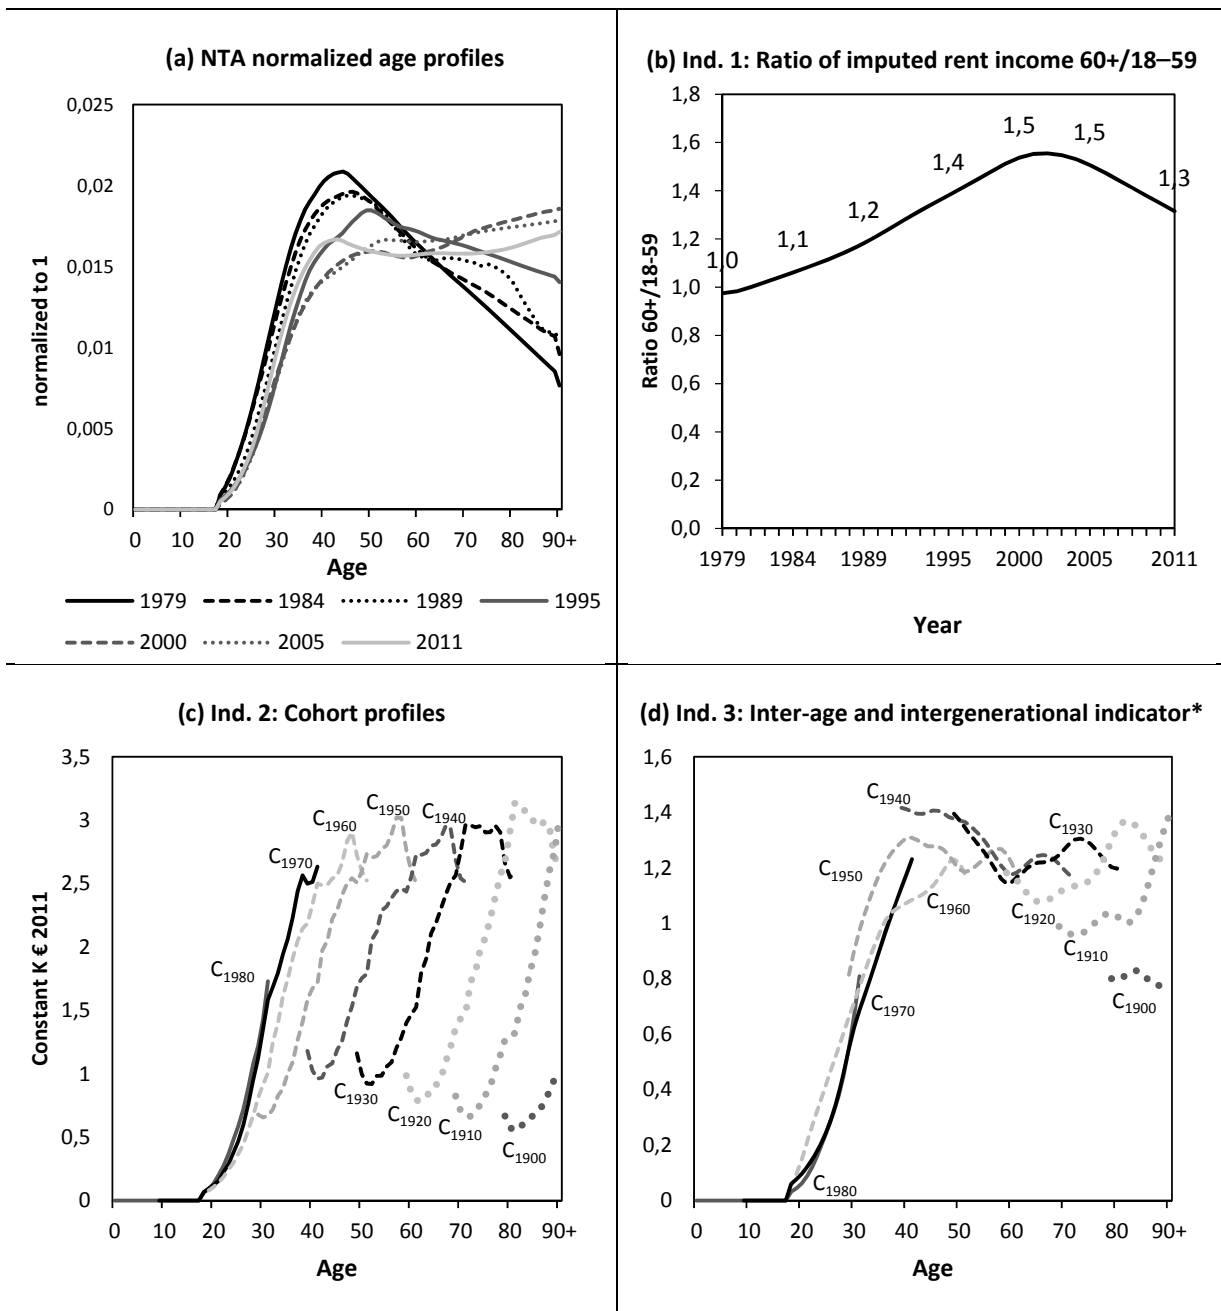 (a) NTA normalized age profiles
0,025
0,02
0,015
0,01
0,005
0
normalized to 1
0 10 20 30 40 50 60 70 80 90+
Age
1979 1984 1989 1995
2000 2005 2011
(b) Ind. 1: Ratio of imputed rent income 60+/18–59
1,8
1,6
1,4
1,2
1,0
0,8
0,6
0,4
0,2
0,0
Ratio 60+/18-59
1,0
1,1
1,2
1,4
1,5
1,5
1,3
1979 1984 1989 1995 2000 2005 2011
Year
(c) Ind. 2: Cohort profiles
3,5
3
2,5
2
1,5
1
0,5
0
Constant K € 2011
C1980
C1970
C1960
C1950
C1940
C1930
C1920
C1910
C1900
0 10 20 30 40 50 60 70 80 90+
Age
(d) Ind. 3: Inter-age and intergenerational indicator*
1,6
1,4
1,2
1
0,8
0,6
0,4
0,2
0
C1940
C1930
C1950
C1960
C1920
C1910
C1900
C1970
C1980
0 10 20 30 40 50 60 70 80 90+
Age